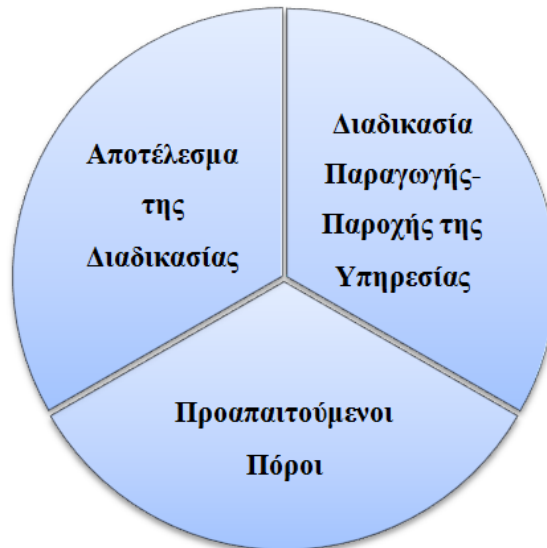 Αποτέλεσμα
της
Διαδικασίας
Διαδικασία
Παραγωγής-
Παροχής της
Υπηρεσίας
Προαπαιτούμενοι
Πόροι